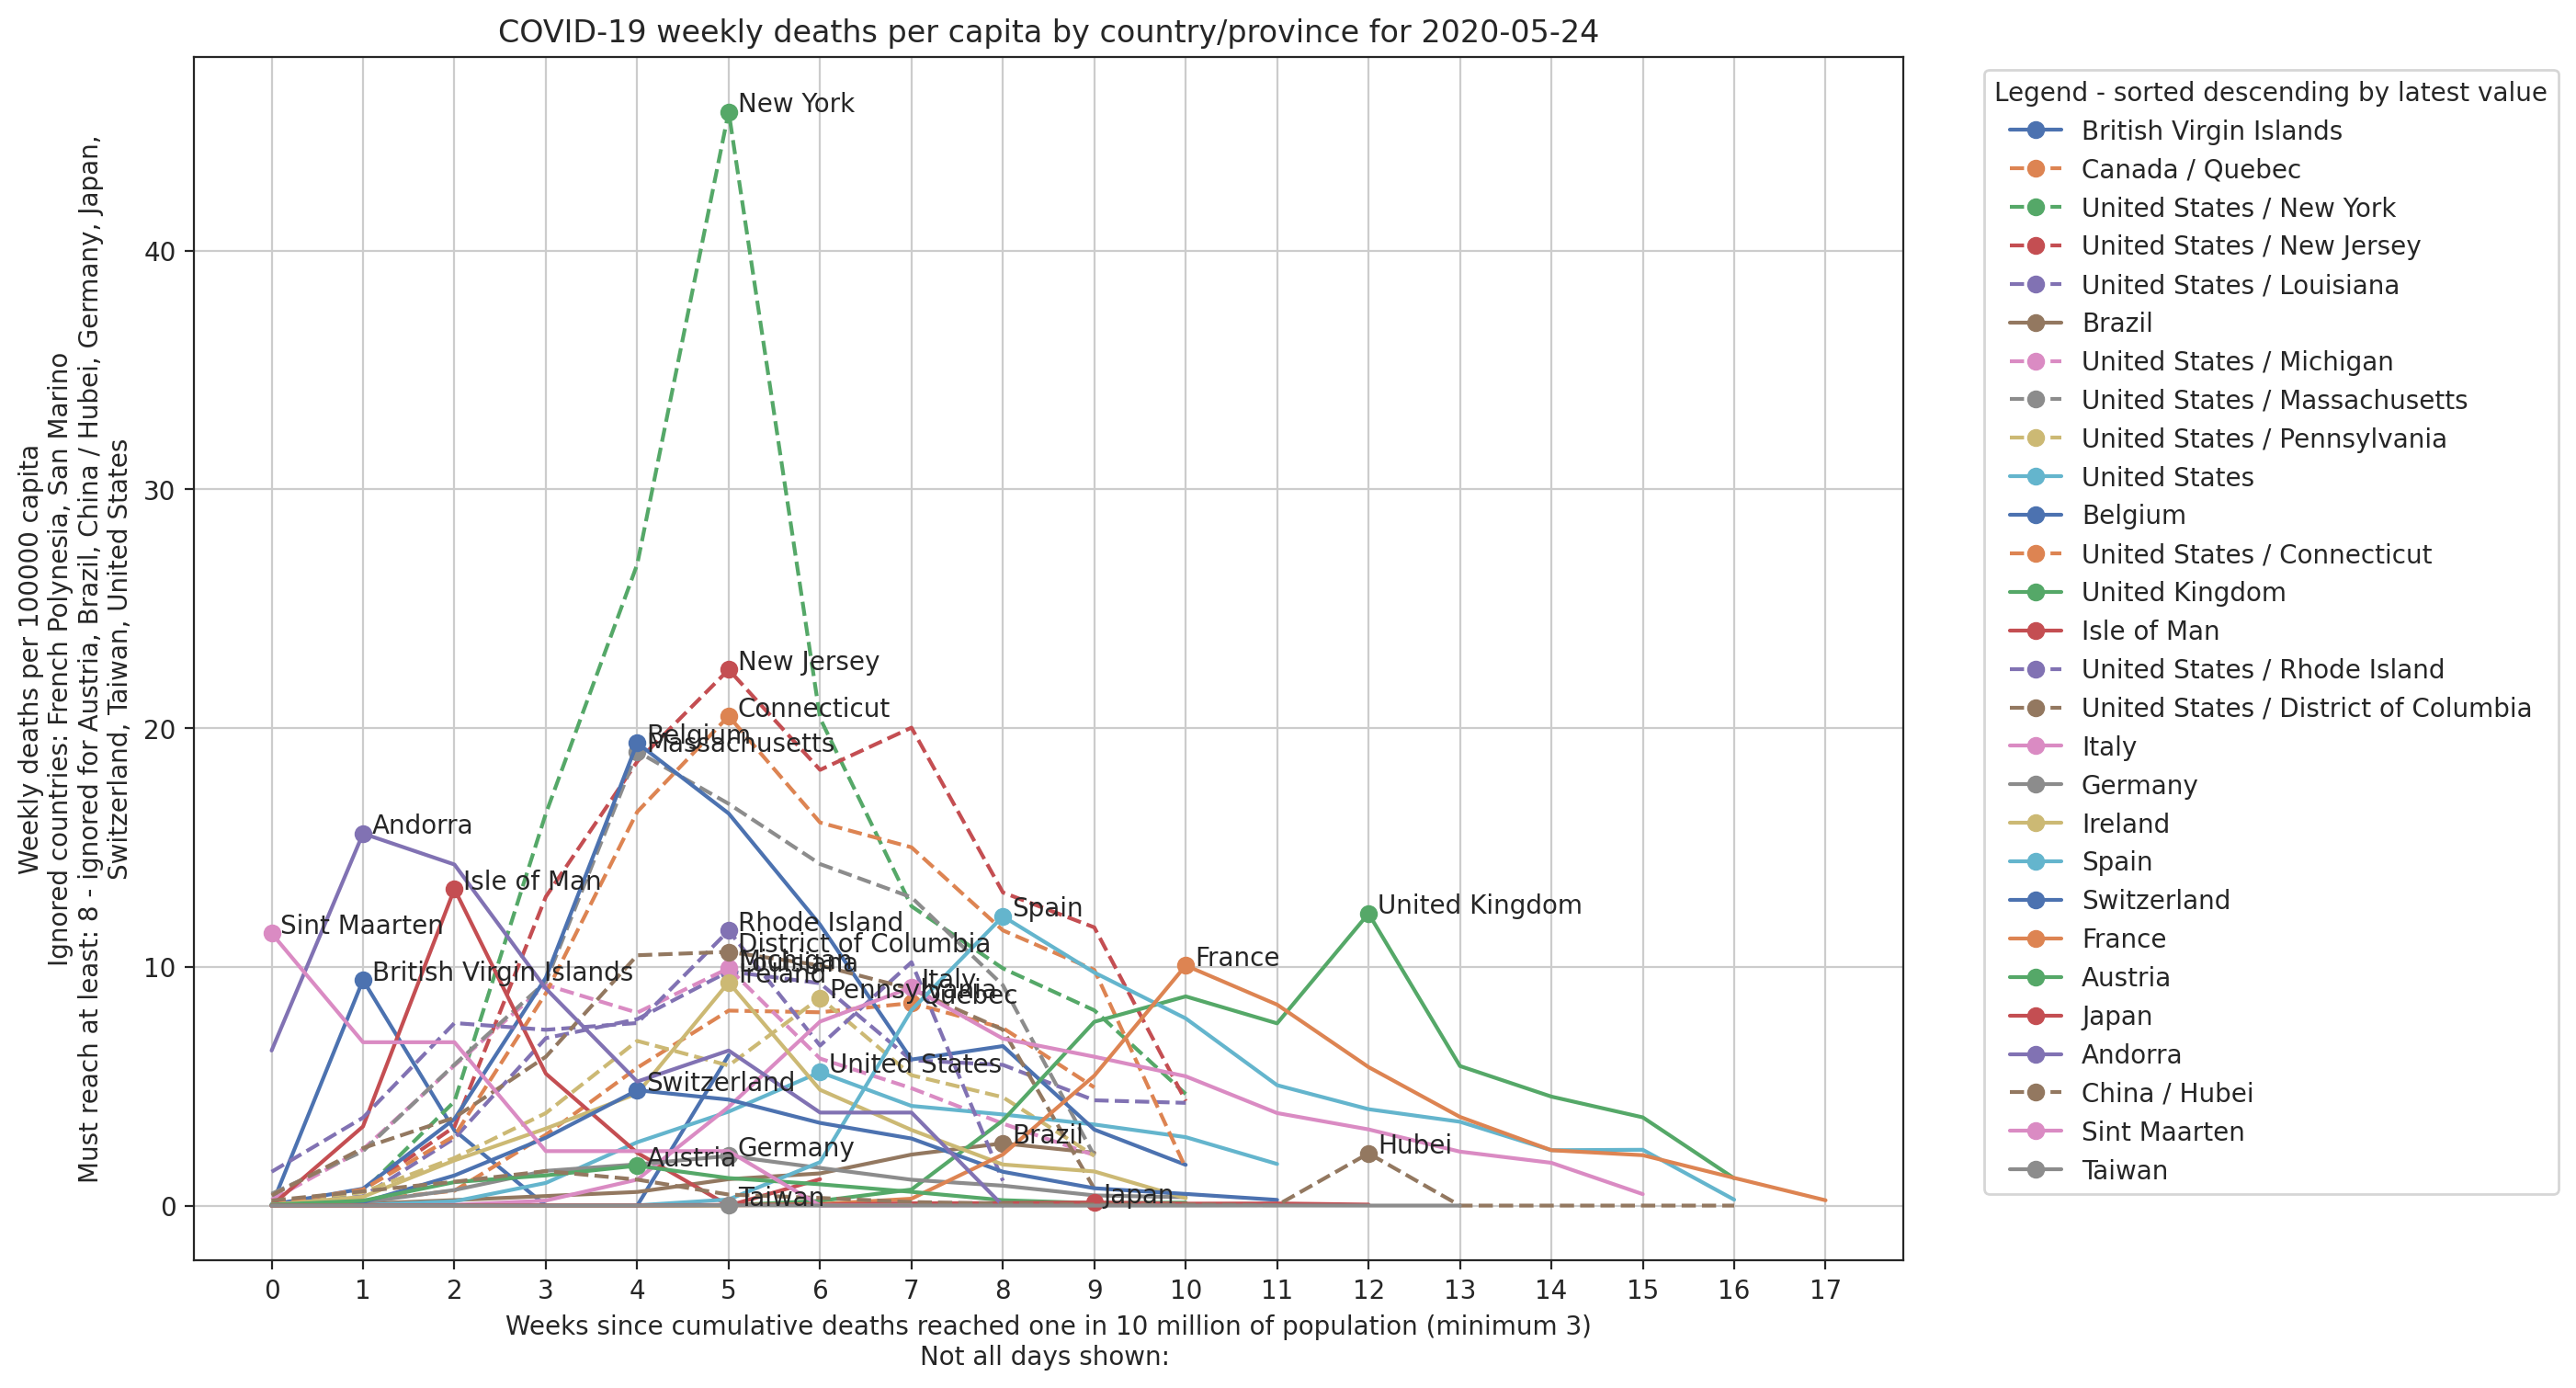 COVID-19 weekly deaths per capita by country/province for 2020-05-24
Weekly deaths per 100000 capita
Ignored countries: French Polynesia, San Marino
Must reach at least: 8 - ignored for Austria, Brazil, China / Hubei, Germany, Japan,
Switzerland, Taiwan, United States
40
30
20
10
0
New York
New Jersey
Connecticut
Belgium
Massachusetts
Andorra
Isle of Man
Sint Maarten
British Virgin Islands
Rhode Island
District of Columbia
Michigan
Louisiana
Ireland
Pennsylvania
Italy
Quebec
Spain
France
United Kingdom
United States
Switzerland
Germany
Austria
Brazil
Hubei
Taiwan
Japan
0 1 2 3 4 5 6 7 8 9 10 11 12 13 14 15 16 17
Weeks since cumulative deaths reached one in 10 million of population (minimum 3)
Not all days shown:
Legend - sorted descending by latest value
British Virgin Islands
Canada / Quebec
United States / New York
United States / New Jersey
United States / Louisiana
Brazil
United States / Michigan
United States / Massachusetts
United States / Pennsylvania
United States
Belgium
United States / Connecticut
United Kingdom
Isle of Man
United States / Rhode Island
United States / District of Columbia
Italy
Germany
Ireland
Spain
Switzerland
France
Austria
Japan
Andorra
China / Hubei
Sint Maarten
Taiwan